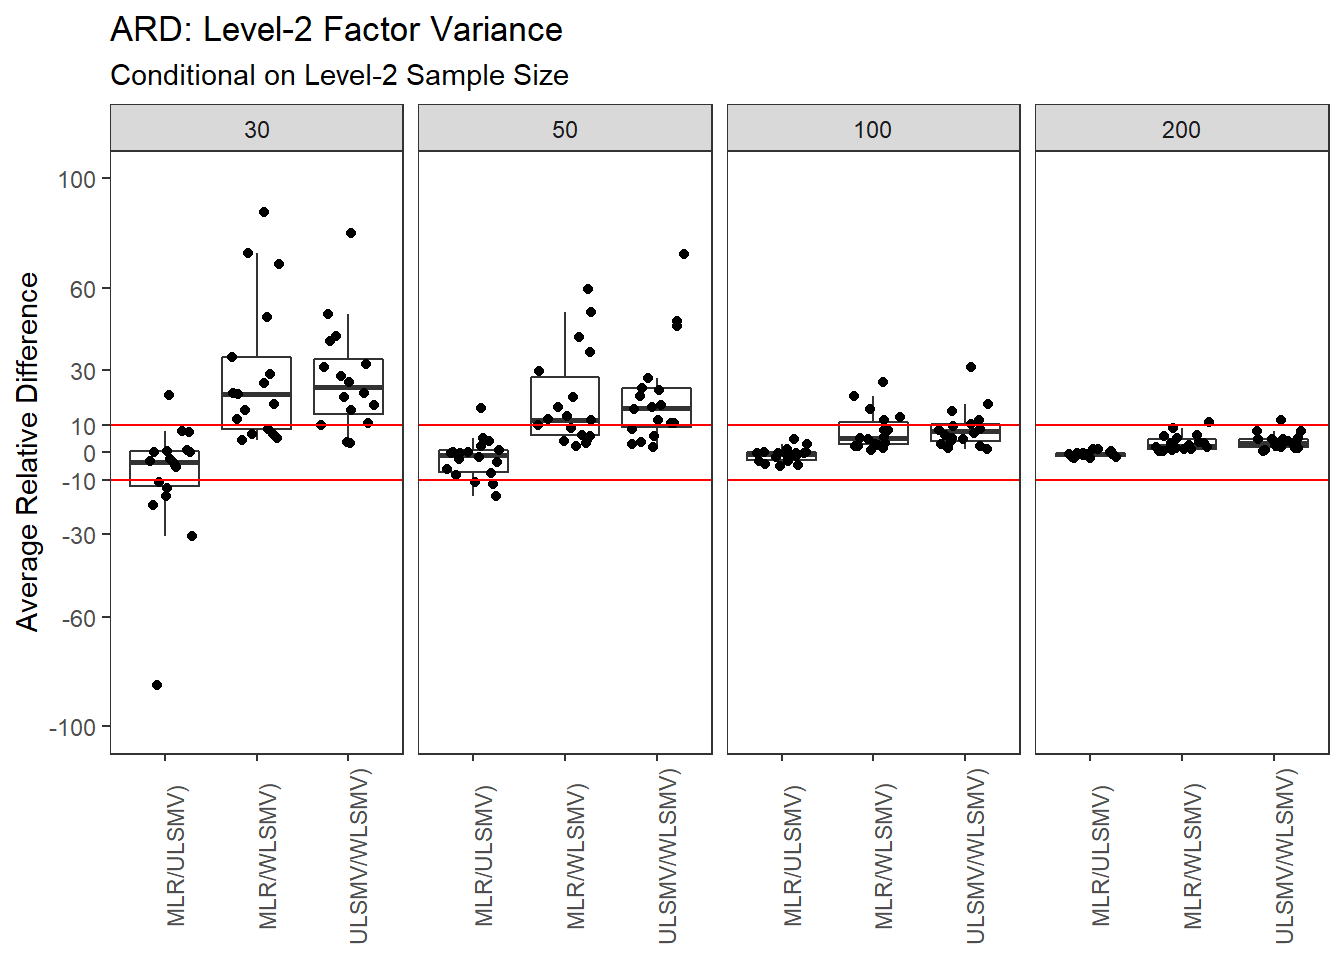 ARD: Level-2 Factor Variance
Conditional on Level-2 Sample Size
30 50 100 200
Average Relative Difference
100
60
30
10
0
-10
-30
-60
-100
MLR/ULSMV)
MLR/WLSMV)
ULSMV/WLSMV)
MLR/ULSMV)
MLR/WLSMV)
ULSMV/WLSMV)
MLR/ULSMV)
MLR/WLSMV)
ULSMV/WLSMV)
MLR/ULSMV)
MLR/WLSMV)
ULSMV/WLSMV)